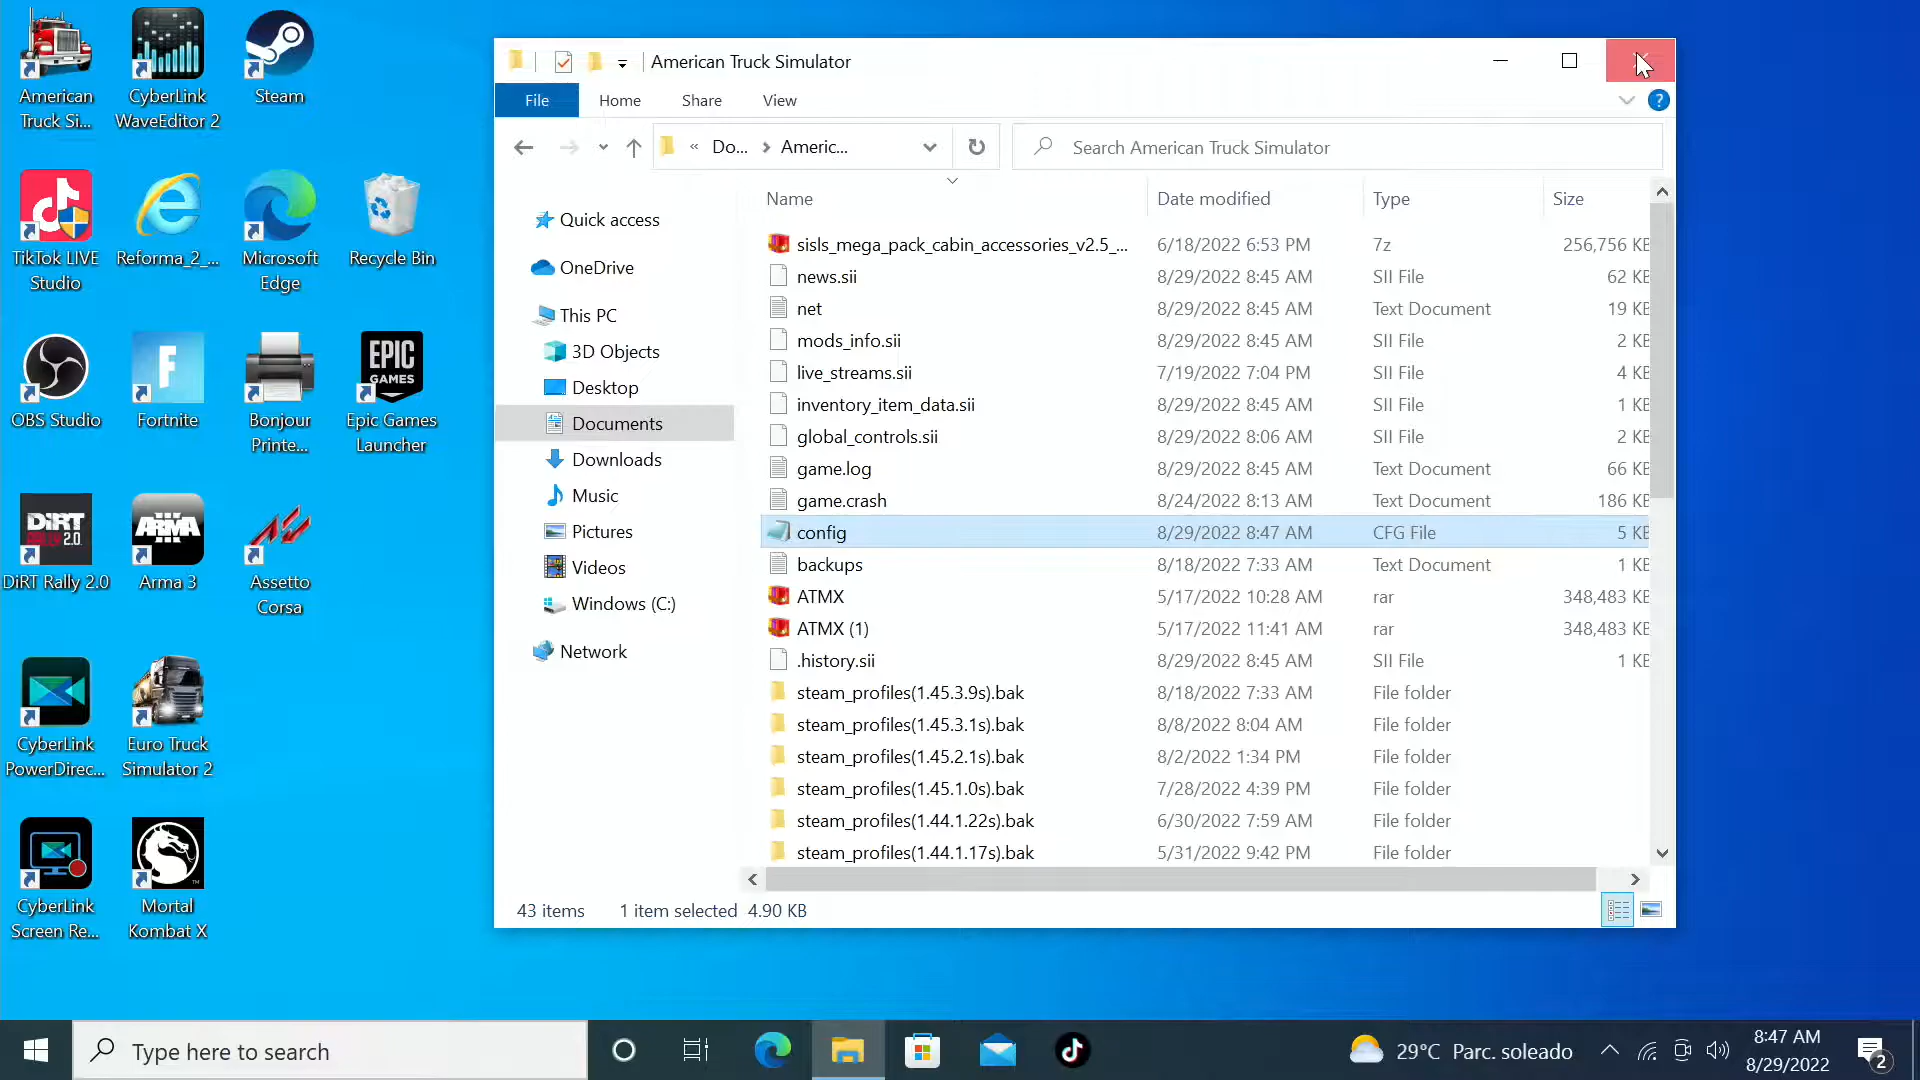 American
Truck Si...
CyberLink
WaveEditor 2
Steam
TikTok LIVE
Studio
Reforma_2_...
Microsoft
Edge
Recycle Bin
OBS Studio
Fortnite
Bonjour
Printe...
EPIC
GAMES
Epic Games
Launcher
DiRT
RALLY 2.0
DiRT Rally 2.0
ARMA
III
Arma 3
Assetto
Corsa
CyberLink
PowerDirec...
Euro Truck
Simulator 2
CyberLink
Screen Re...
Mortal
Kombat X
American Truck Simulator
File Home Share View
« Do... > Americ...
Search American Truck Simulator
Quick access
OneDrive
This PC
3D Objects
Desktop
Documents
Downloads
Music
Pictures
Videos
Windows (C:)
Network
Name Date modified Type Size
sisls_mega_pack_cabin_accessories_v2.5_... 6/18/2022 6:53 PM 7z 256,756 KB
news.sii 8/29/2022 8:45 AM SII File 62 KB
net 8/29/2022 8:45 AM Text Document 19 KB
mods_info.sii 8/29/2022 8:45 AM SII File 2 KB
live_streams.sii 7/19/2022 7:04 PM SII File 4 KB
inventory_item_data.sii 8/29/2022 8:45 AM SII File 1 KB
global_controls.sii 8/29/2022 8:06 AM SII File 2 KB
game.log 8/29/2022 8:45 AM Text Document 66 KB
game.crash 8/24/2022 8:13 AM Text Document 186 KB
config 8/29/2022 8:47 AM CFG File 5 KB
backups 8/18/2022 7:33 AM Text Document 1 KB
ATMX 5/17/2022 10:28 AM rar 348,483 KB
ATMX (1) 5/17/2022 11:41 AM rar 348,483 KB
.history.sii 8/29/2022 8:45 AM SII File 1 KB
steam_profiles(1.45.3.9s).bak 8/18/2022 7:33 AM File folder
steam_profiles(1.45.3.1s).bak 8/8/2022 8:04 AM File folder
steam_profiles(1.45.2.1s).bak 8/2/2022 1:34 PM File folder
steam_profiles(1.45.1.0s).bak 7/28/2022 4:39 PM File folder
steam_profiles(1.44.1.22s).bak 6/30/2022 7:59 AM File folder
steam_profiles(1.44.1.17s).bak 5/31/2022 9:42 PM File folder
43 items 1 item selected 4.90 KB
Type here to search
29°C Parc. soleado
8:47 AM
8/29/2022
2